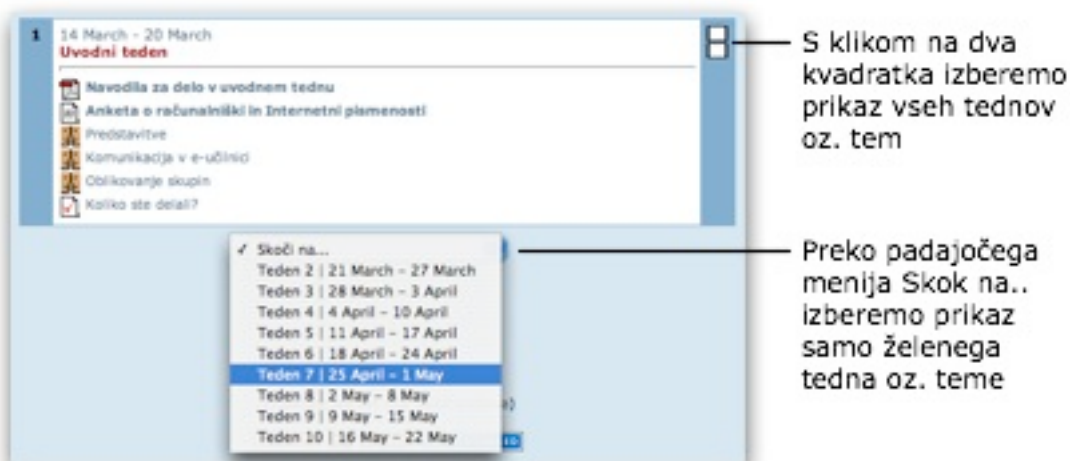 1
14 March - 20 March
Uvodni teden
Navodila za delo v uvodnem tednu
Anketa o računalniški in Internetni pismenosti
Predstavitve
Komunikacija v e-učilnici
Oblikovanje skupin
Koliko ste delali?
✓ Skoči na...
Teden 2 | 21 March - 27 March
Teden 3 | 28 March - 3 April
Teden 4 | 4 April - 10 April
Teden 5 | 11 April - 17 April
Teden 6 | 18 April - 24 April
Teden 7 | 25 April - 1 May
Teden 8 | 2 May - 8 May
Teden 9 | 9 May - 15 May
Teden 10 | 16 May - 22 May
S klikom na dva
kvadratka izberemo
prikaz vseh tednov
oz. tem
Preko padajočega
menija Skok na..
izberemo prikaz
samo želenega
tedna oz. teme